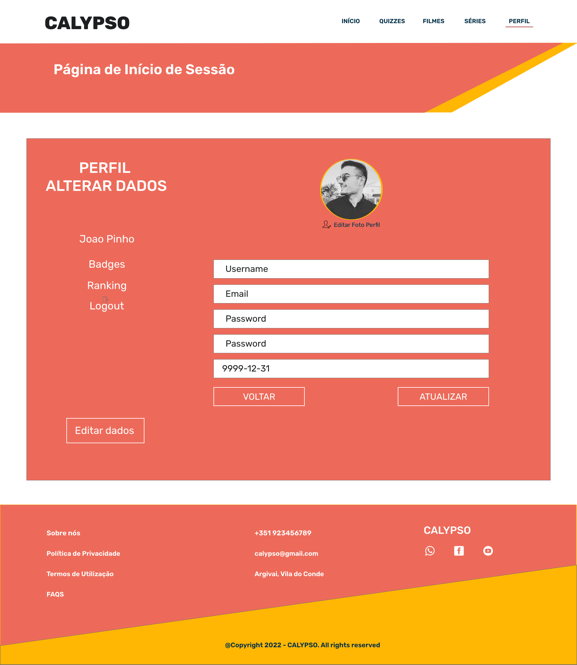 CALYPSO
INÍCIO QUIZZES FILMES SÉRIES PERFIL
Página de Início de Sessão
PERFIL
ALTERAR DADOS
Editar Foto Perfil
Joao Pinho
Badges
Ranking
Logout
Username
Email
Password
Password
9999-12-31
VOLTAR ATUALIZAR
Editar dados
Sobre nós
Política de Privacidade
Termos de Utilização
FAQS
+351 923456789
calypso@gmail.com
Argivai, Vila do Conde
CALYPSO
@Copyright 2022 - CALYPSO. All rights reserved